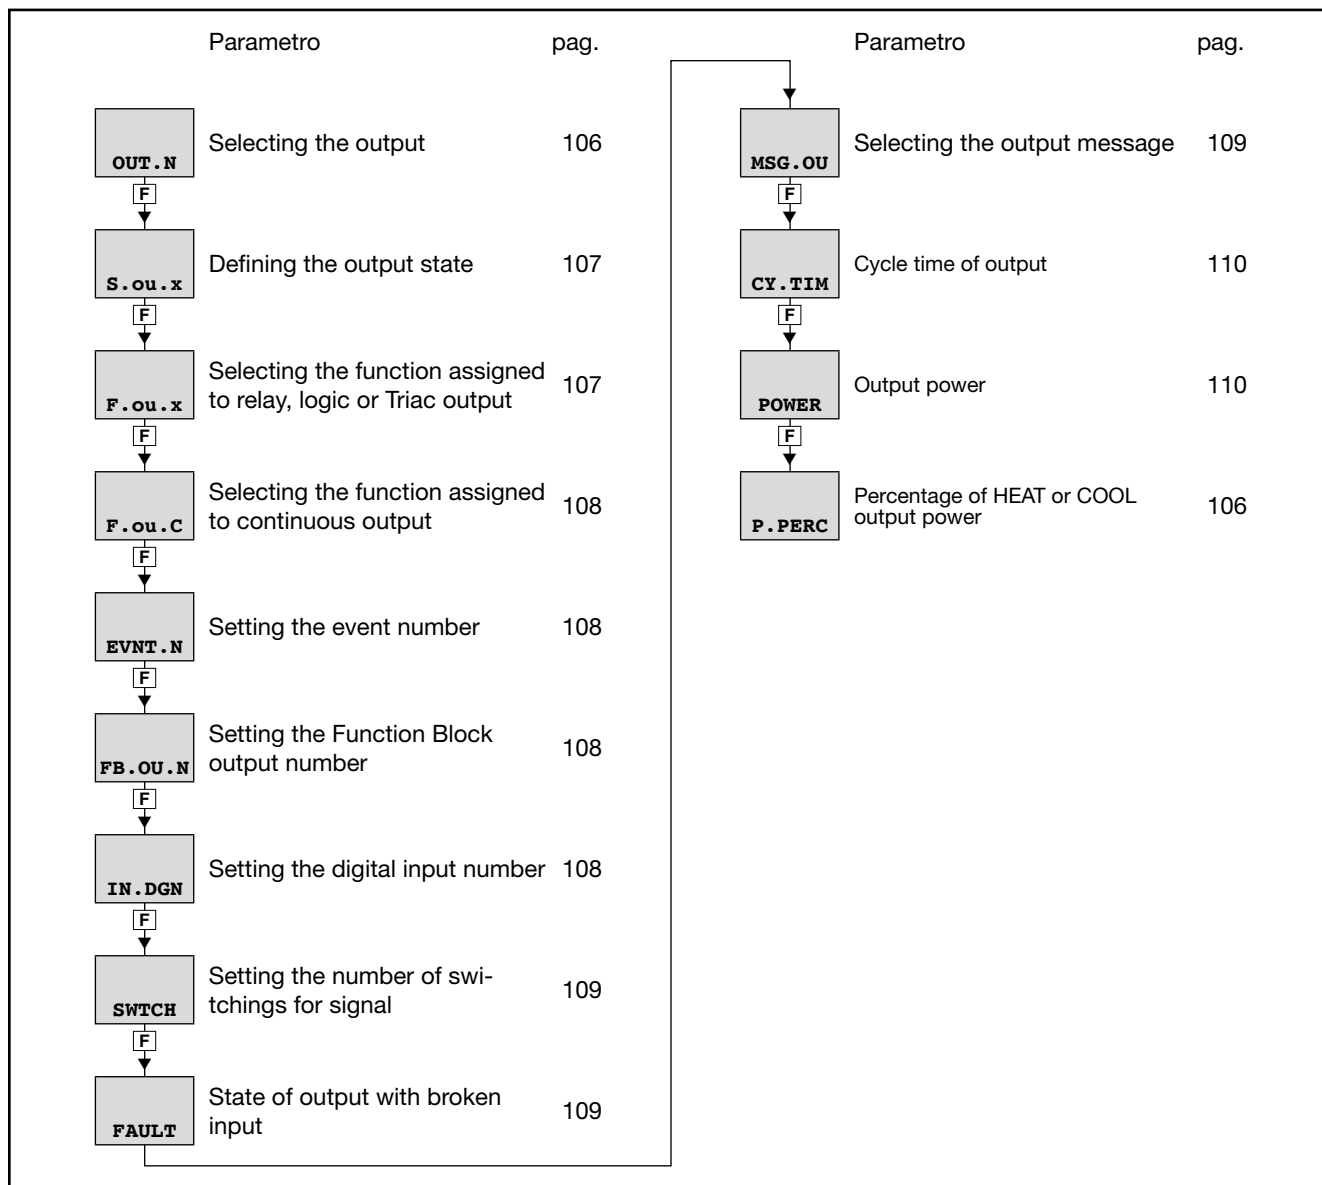 Parametro pag.
OUT.N Selecting the output 106
F
S.ou.x Defining the output state 107
F
F.ou.x Selecting the function assigned
to relay, logic or Triac output 107
F
F.ou.C Selecting the function assigned
to continuous output 108
F
EVNT.N Setting the event number 108
F
FB.OU.N Setting the Function Block
output number 108
F
IN.DGN Setting the digital input number 108
F
SWTCH Setting the number of swi-
tchings for signal 109
F
FAULT State of output with broken
input 109
Parametro pag.
MSG.OU Selecting the output message 109
F
CY.TIM Cycle time of output 110
F
POWER Output power 110
F
P.PERC Percentage of HEAT or COOL
output power 106